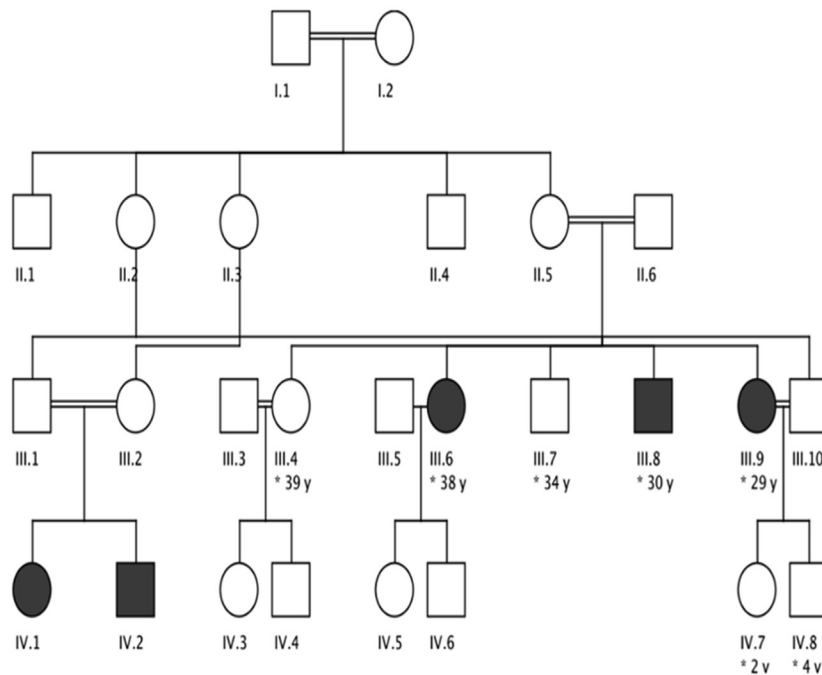 I.1 I.2
II.1 II.2 II.3 II.4 II.5 II.6
III.1 III.2 III.3 III.4 III.5 III.6 III.7 III.8 III.9 III.10
* 39 y * 38 y * 34 y * 30 y * 29 y
IV.1 IV.2 IV.3 IV.4 IV.5 IV.6 IV.7 IV.8
* 2 y * 4 y